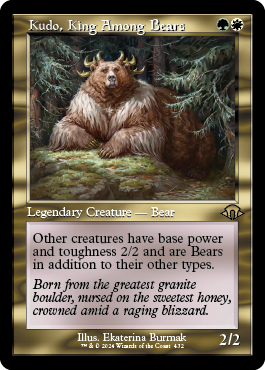 Kudo, King Among Bears
Legendary Creature — Bear
Other creatures have base power
and toughness 2/2 and are Bears
in addition to their other types.
Born from the greatest granite
boulder, nursed on the sweetest honey,
crowned amid a raging blizzard.
Illus. Ekaterina Burmak
2/2
™ & © 2024 Wizards of the Coast 432